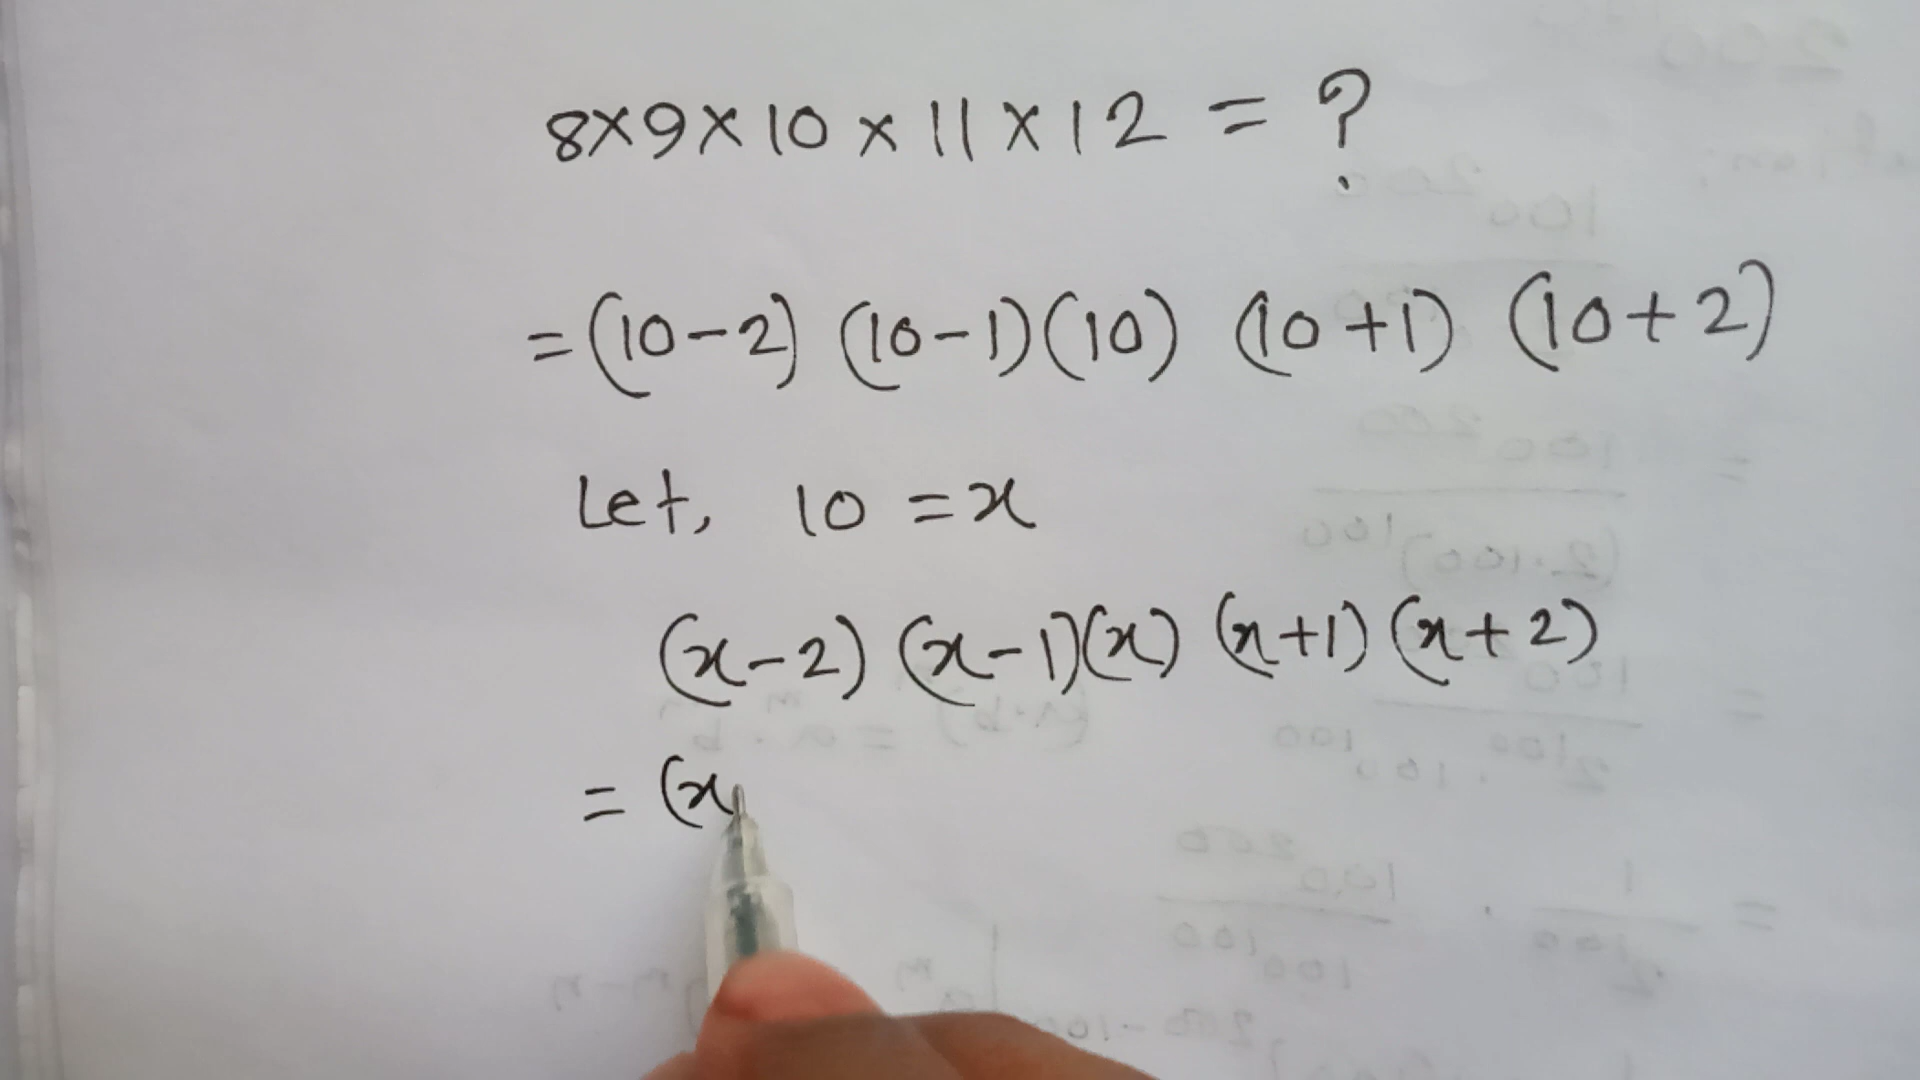 8×9×10×11×12 = ?
=(10-2) (10-1)(10) (10+1) (10+2)
Let, 10 =x
(x-2) (x-1)(x) (x+1) (x+2)
= (x